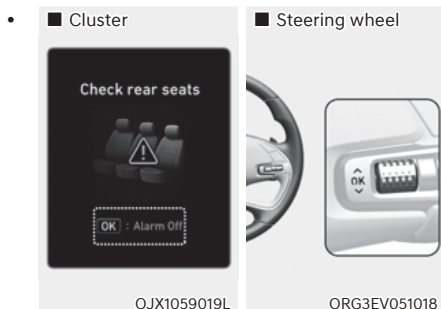 • ■ Cluster
Check rear seats
OK : Alarm Off
OJX1059019L
■ Steering wheel
OK
ORG3EV051018